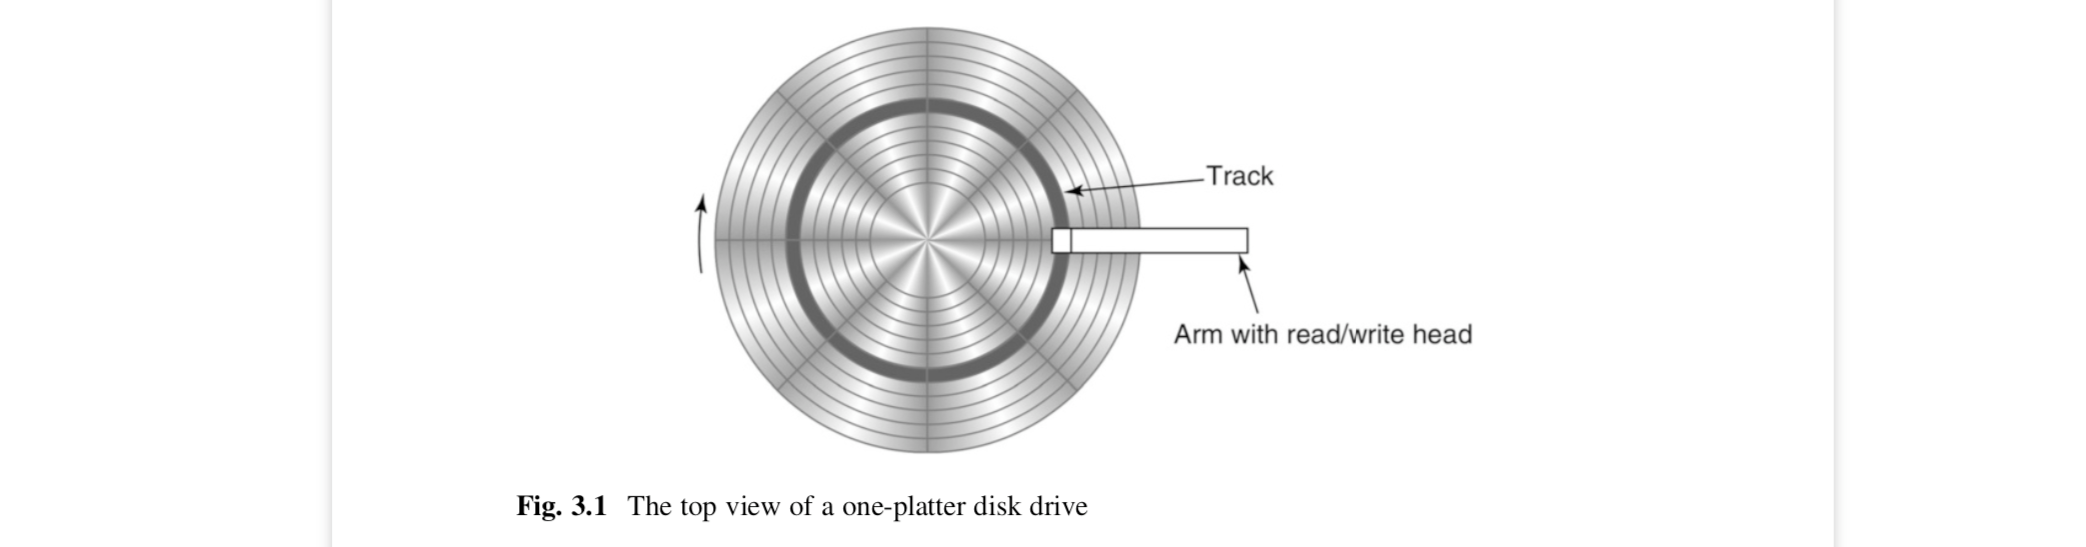 Track
Arm with read/write head
Fig. 3.1 The top view of a one-platter disk drive